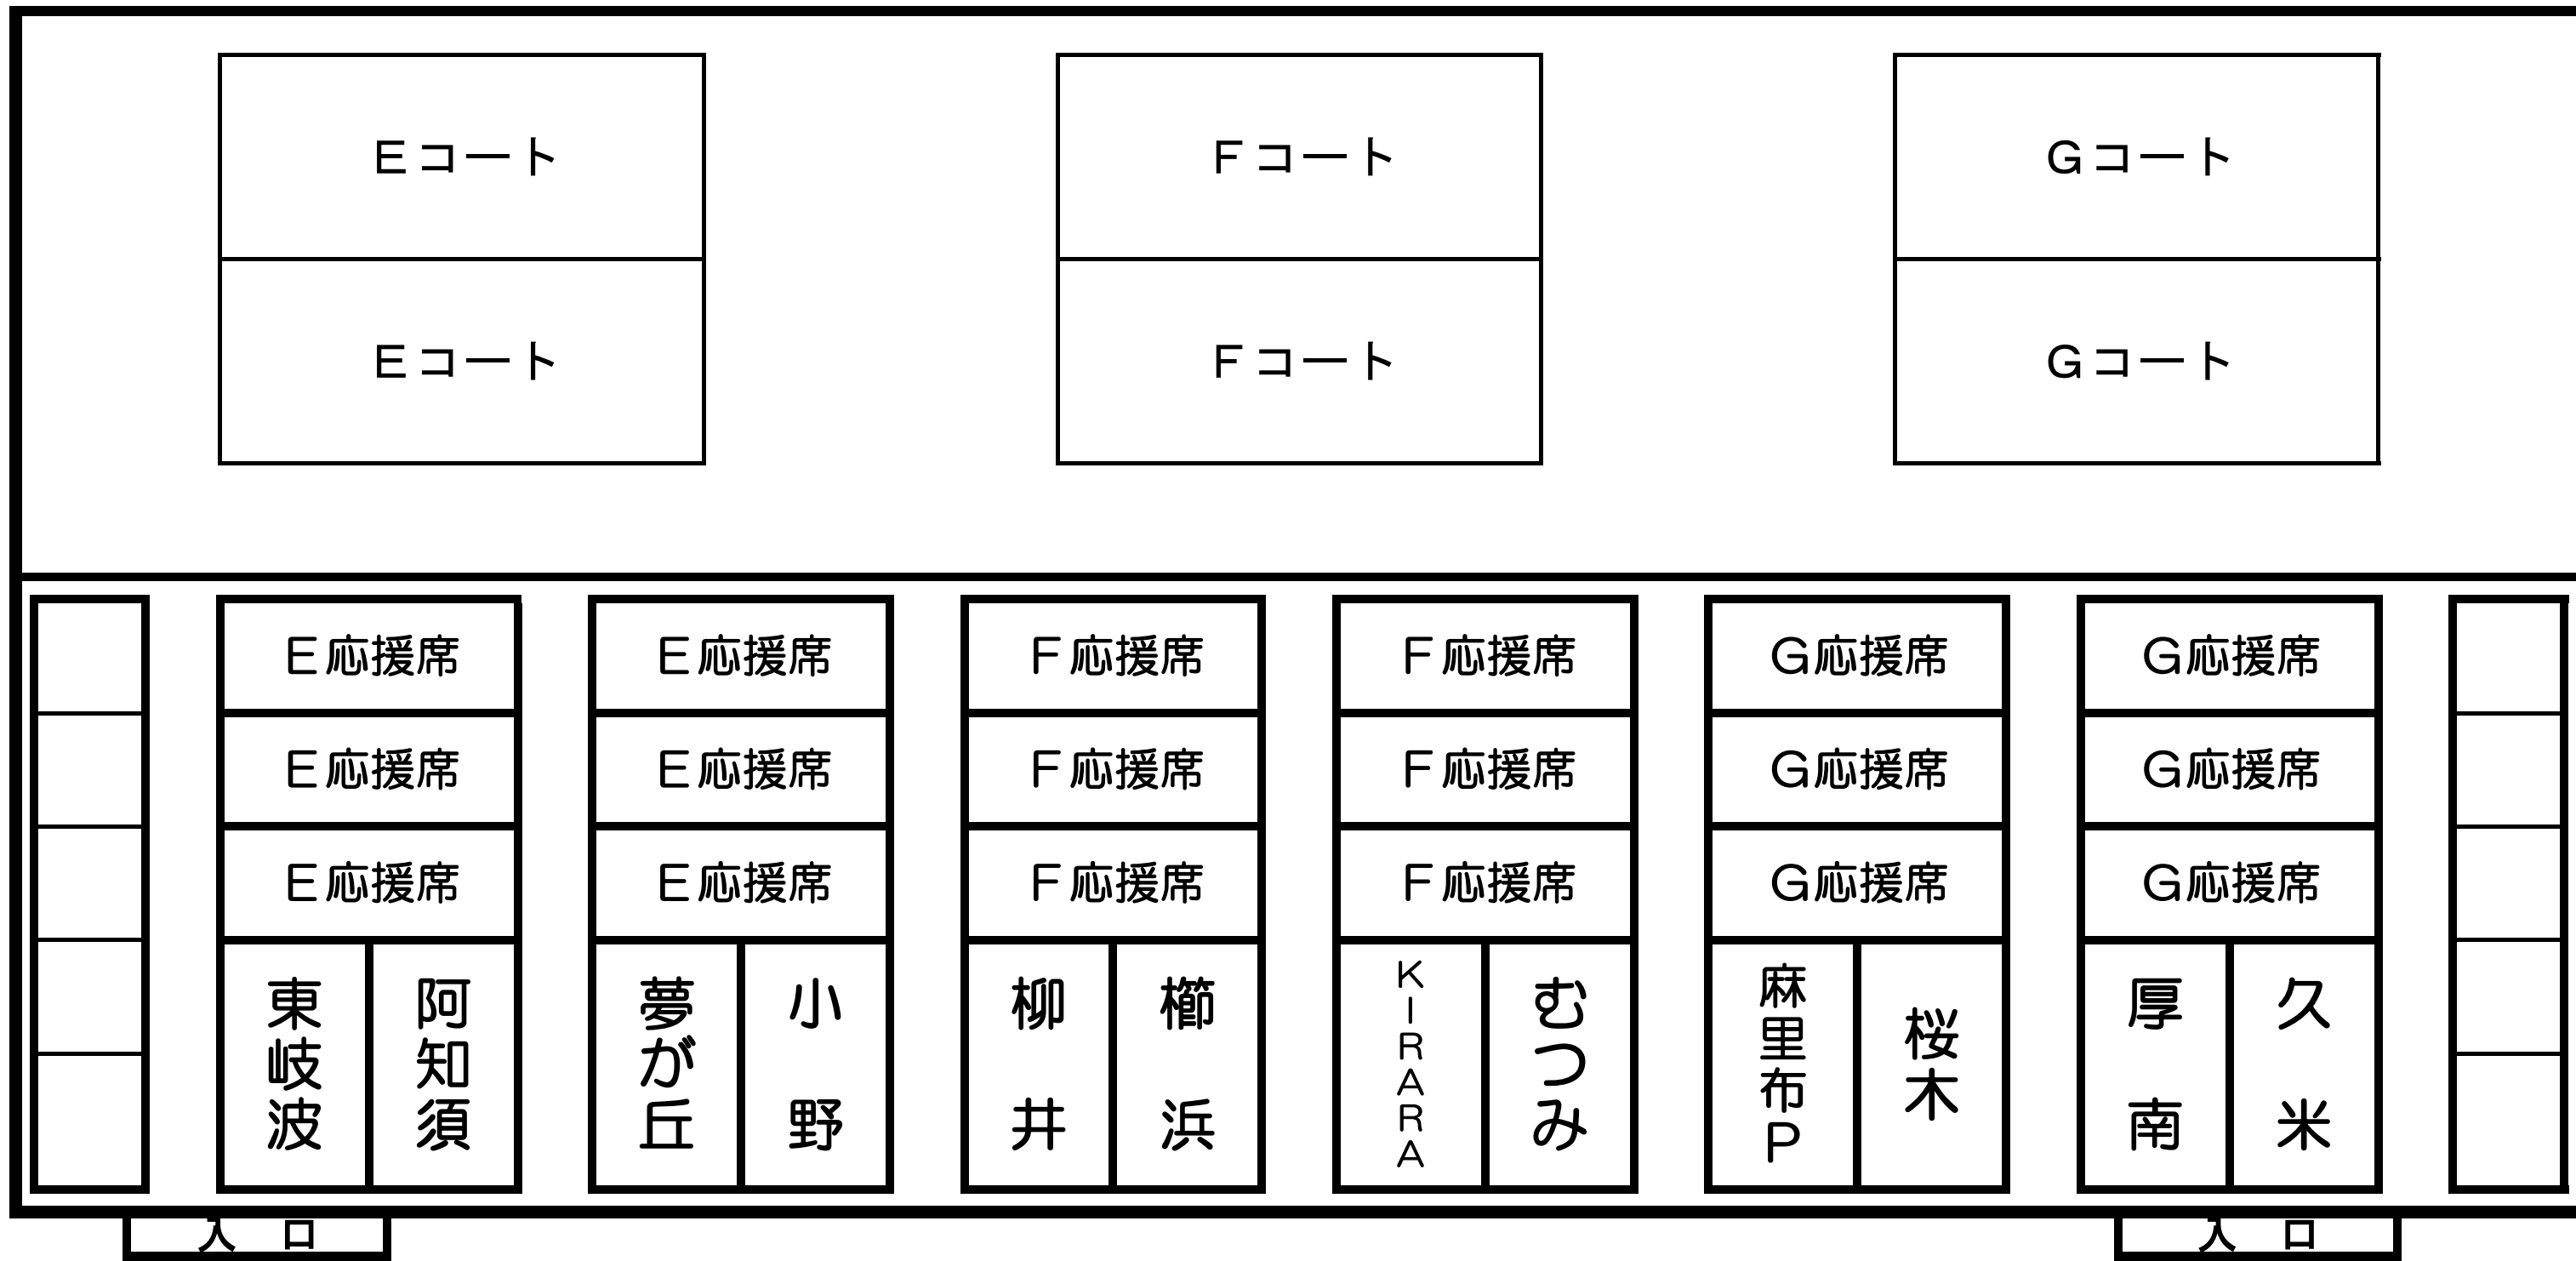 Ｅコート
Ｆコート
Ｇコート
Ｅコート
Ｆコート
Ｇコート
Ｅ応援席
Ｅ応援席
Ｆ応援席
Ｆ応援席
Ｇ応援席
Ｇ応援席
Ｅ応援席
Ｅ応援席
Ｆ応援席
Ｆ応援席
Ｇ応援席
Ｇ応援席
Ｅ応援席
Ｅ応援席
Ｆ応援席
Ｆ応援席
Ｇ応援席
Ｇ応援席
東岐波
阿知須
夢が丘
小野
柳井
櫛浜
ＫＩＲＡＲＡ
むつみ
麻里布Ｐ
桜木
厚南
久米
入口
入口